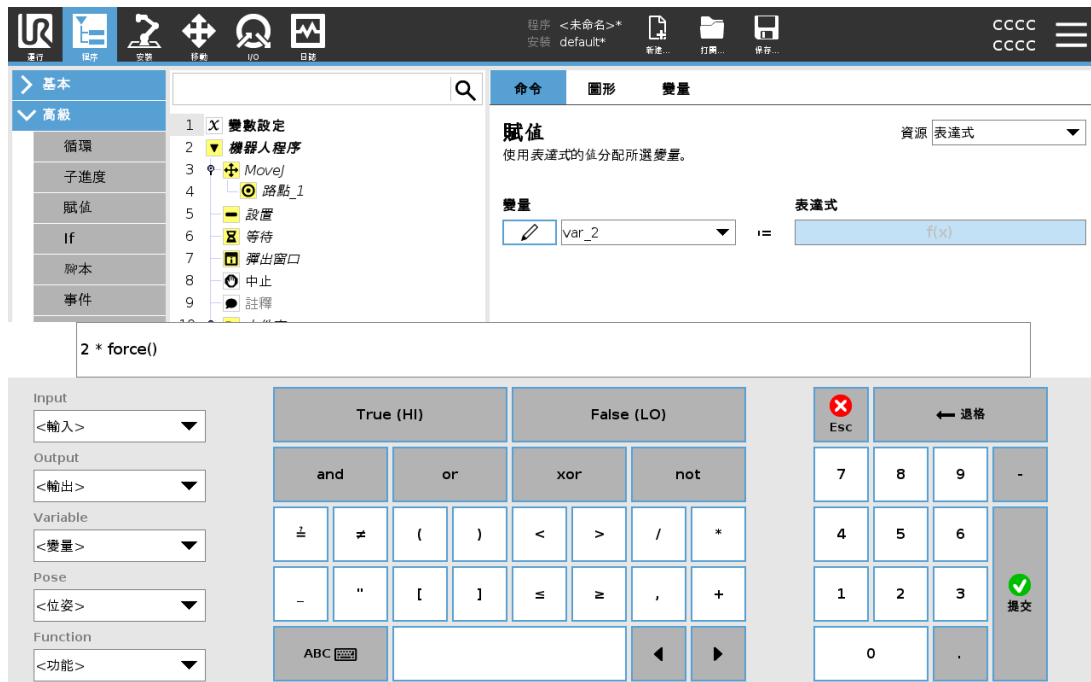 程序 <未命名>*
安裝 default*
CCCC
CCCC
運行
程序
安裝
移動
I/O
日誌
新建...
打開...
保存...
基本
高級
循環
子進度
賦值
If
腳本
事件
1 x 變數設定
2 機器人程序
3 MoveJ
4 路點_1
5 設置
6 等待
7 彈出窗口
8 中止
9 註釋
命令
圖形
變量
賦值
資源 表達式
使用表達式的值分配所選變量。
變量
表達式
var_2
:=
f(x)
2 * force()
Input
<輸入>
Output
<輸出>
Variable
<變量>
Pose
<位姿>
Function
<功能>
True (HI)
False (LO)
Esc
退格
and
or
xor
not
7
8
9
-
≟
≠
(
)
<
>
/
*
4
5
6
_
"
[
]
≤
≥
,
+
1
2
3
提交
ABC
0
.